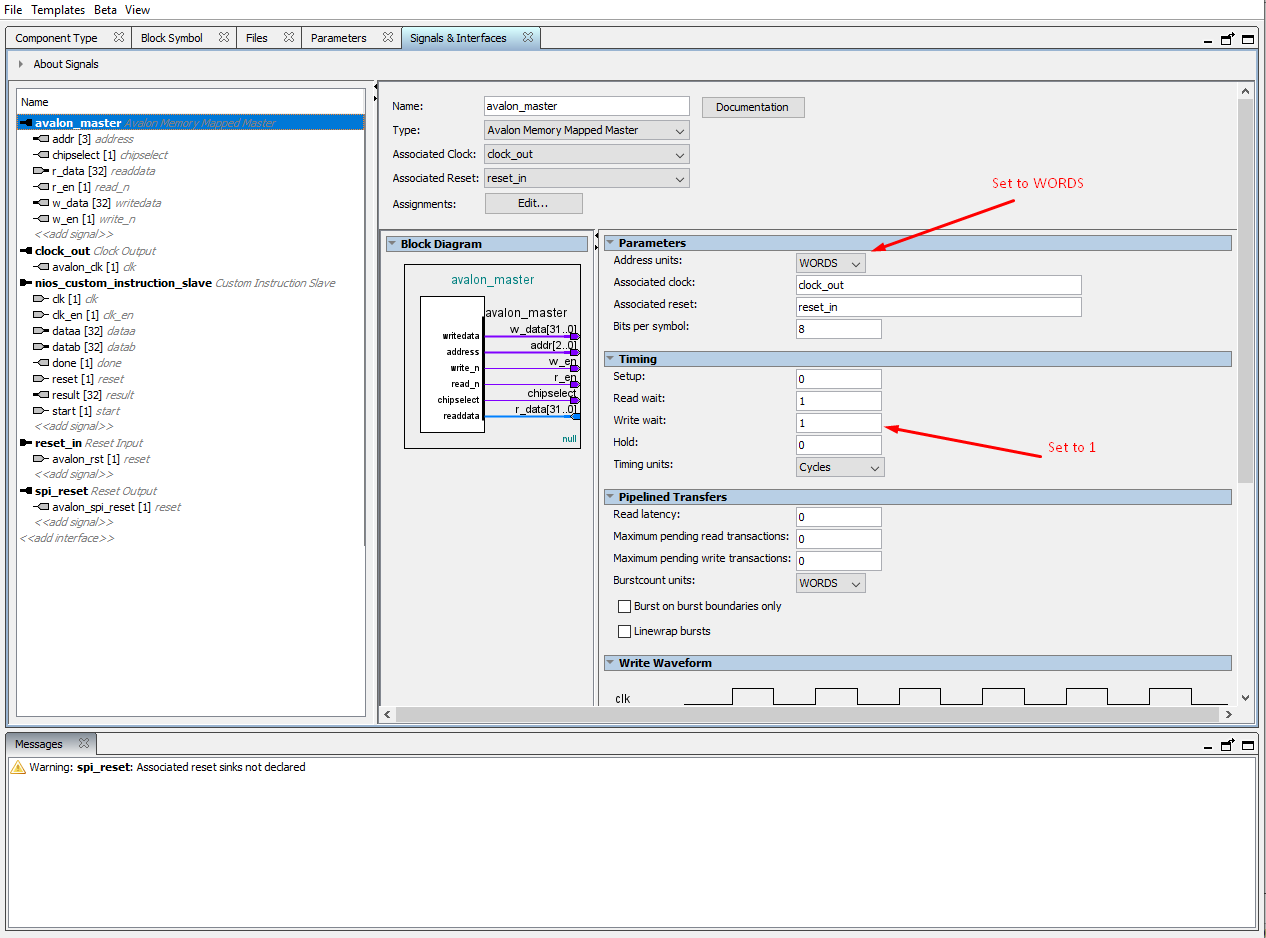 File Templates Beta View
Component Type Block Symbol Files Parameters Signals & Interfaces
About Signals
Name
avalon_master Avalon Memory Mapped Master
addr [3] address
chipselect [1] chipselect
r_data [32] readdata
r_en [1] read_n
w_data [32] writedata
w_en [1] write_n
<<add signal>>
clock_out Clock Output
avalon_clk [1] clk
<<add signal>>
nios_custom_instruction_slave Custom Instruction Slave
clk [1] clk
clk_en [1] clk_en
dataa [32] dataa
datab [32] datab
done [1] done
reset [1] reset
result [32] result
start [1] start
<<add signal>>
reset_in Reset Input
avalon_rst [1] reset
<<add signal>>
spi_reset Reset Output
avalon_spi_reset [1] reset
<<add signal>>
<<add interface>>
Name: avalon_master Documentation
Type: Avalon Memory Mapped Master
Associated Clock: clock_out
Associated Reset: reset_in
Assignments: Edit...
Set to WORDS
Block Diagram
avalon_master
avalon_master
writedata w_data[31..0]
address addr[2..0]
write_n w_en
read_n r_en
chipselect chipselect
readdata r_data[31..0]
null
Parameters
Address units: WORDS
Associated clock: clock_out
Associated reset: reset_in
Bits per symbol: 8
Timing
Setup: 0
Read wait: 1
Write wait: 1
Set to 1
Hold: 0
Timing units: Cycles
Pipelined Transfers
Read latency: 0
Maximum pending read transactions: 0
Maximum pending write transactions: 0
Burstcount units: WORDS
Burst on burst boundaries only
Linewrap bursts
Write Waveform
clk
Messages
Warning: spi_reset: Associated reset sinks not declared